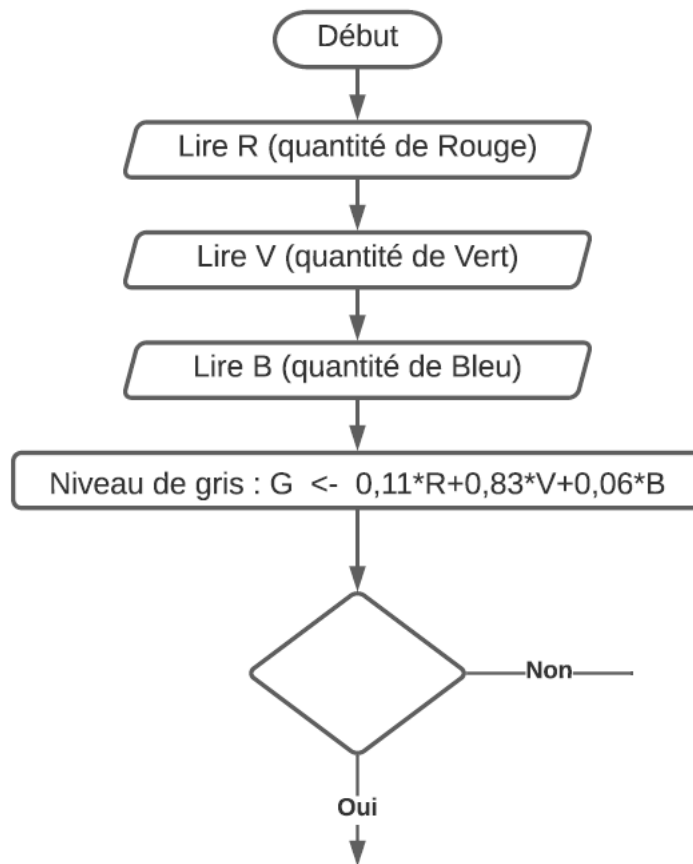 Début
Lire R (quantité de Rouge)
Lire V (quantité de Vert)
Lire B (quantité de Bleu)
Niveau de gris : G <- 0,11*R+0,83*V+0,06*B
Non
Oui